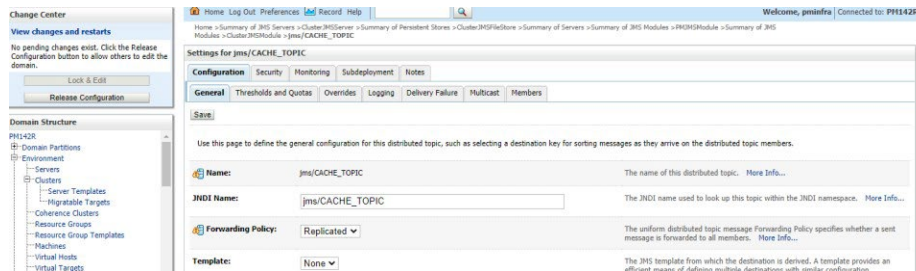 Change Center
View changes and restarts
No pending changes exist. Click the Release
Configuration button to allow others to edit the
domain.
Lock & Edit
Release Configuration
Domain Structure
PM142R
Domain Partitions
Environment
Servers
Clusters
Server Templates
Migratable Targets
Coherence Clusters
Resource Groups
Resource Group Templates
Machines
Virtual Hosts
Virtual Targets
Home Log Out Preferences Record Help
Welcome, pminfra Connected to: PM142R
Home >Summary of JMS Servers >ClusterJMSServer >Summary of Persistent Stores >ClusterJMSFileStore >Summary of Servers >Summary of JMS Modules >PMJMSModule >Summary of JMS
Modules >ClusterJMSModule >jms/CACHE_TOPIC
Settings for jms/CACHE_TOPIC
Configuration Security Monitoring Subdeployment Notes
General Thresholds and Quotas Overrides Logging Delivery Failure Multicast Members
Save
Use this page to define the general configuration for this distributed topic, such as selecting a destination key for sorting messages as they arrive on the distributed topic members.
Name: jms/CACHE_TOPIC The name of this distributed topic. More Info...
JNDI Name: jms/CACHE_TOPIC The JNDI name used to look up this topic within the JNDI namespace. More Info...
Forwarding Policy: Replicated The uniform distributed topic message Forwarding Policy specifies whether a sent
message is forwarded to all members. More Info...
Template: None The JMS template from which the destination is derived. A template provides an
efficient means of defining multiple destinations with similar configuration